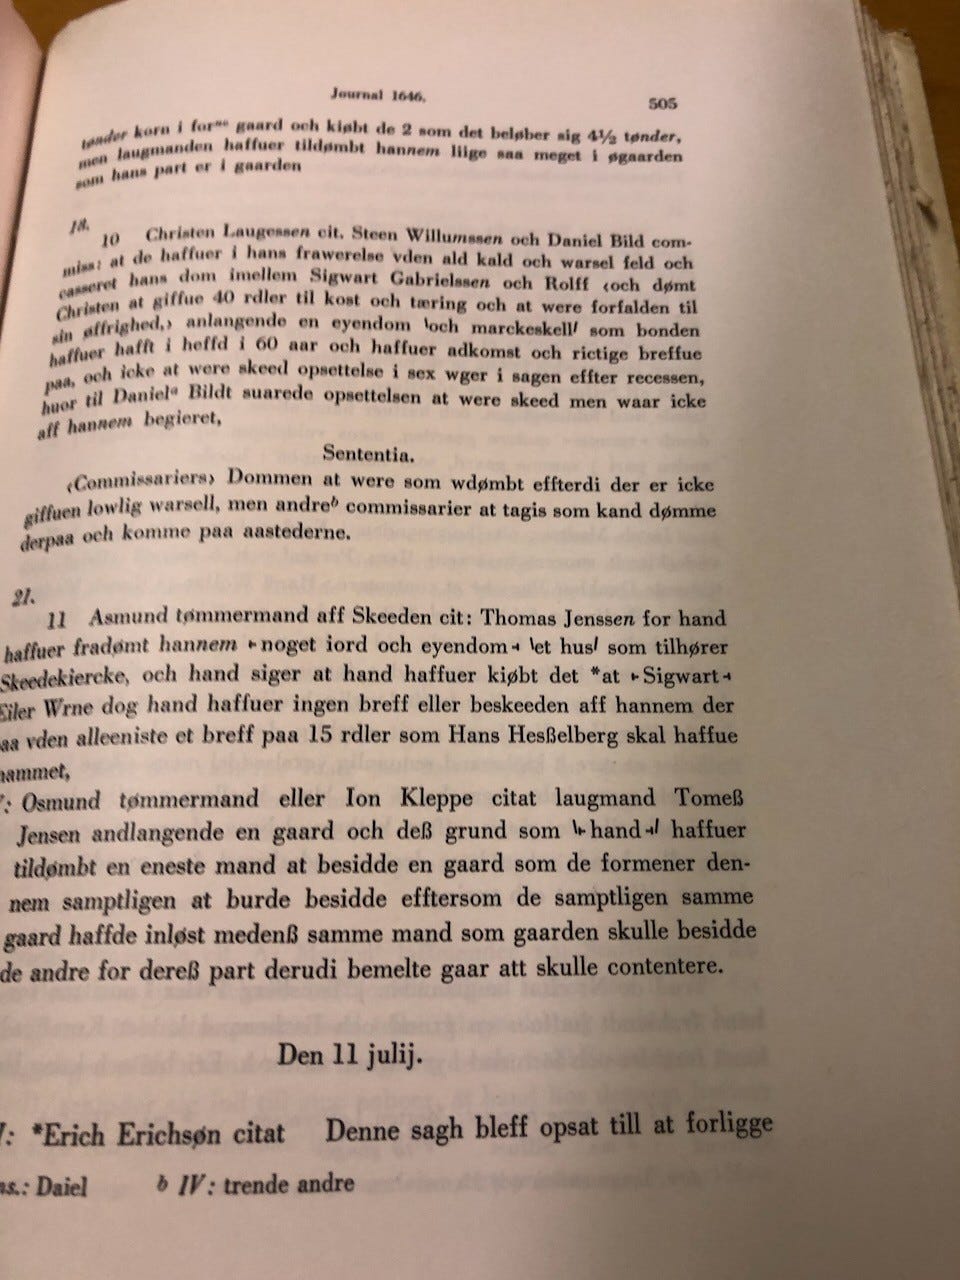 Journal 1646.
505
tønder korn i forⁿᵉ gaard och kiøbt de 2 som det beløber sig 4½ tønder,
men laugmanden haffuer tildømbt hannem liige saa meget i øgaarden
som hans part er i gaarden
18.
10 Christen Laugessen cit. Steen Willumssen och Daniel Bild com-
miss: at de haffuer i hans frawerelse vden ald kald och warsel feld och
casseret hans dom imellem Sigwart Gabrielssen och Rolff ‹och dømt
Christen at giffue 40 rdler til kost och tæring och at were forfalden til
sin øffrighed,› anlangende en eyendom \och marckeskell/ som bonden
haffuer hafft i heffd i 60 aar och haffuer adkomst och rictige breffue
paa, och icke at were skeed opsettelse i sex wger i sagen effter recessen,
huor til Danielᵃ Bildt suarede opsettelsen at were skeed men waar icke
aff hannem begieret,
Sententia.
‹Commissariers› Dommen at were som wdømbt effterdi der er icke
giffuen lowlig warsell, men andreᵇ commissarier at tagis som kand dømme
derpaa och komme paa aastederne.
21.
11 Asmund tømmermand aff Skeeden cit: Thomas Jenssen for hand
haffuer fradømt hannem ⊢noget iord och eyendom⊣ \et hus/ som tilhører
Skeedekiercke, och hand siger at hand haffuer kiøbt det *at ⊢Sigwart⊣
Eiler Wrne dog hand haffuer ingen breff eller beskeeden aff hannem der
aa vden alleeniste et breff paa 15 rdler som Hans Hesßelberg skal haffue
nammet,
: Osmund tømmermand eller Ion Kleppe citat laugmand Tomeß
Jensen andlangende en gaard och deß grund som \⊢hand⊣/ haffuer
tildømbt en eneste mand at besidde en gaard som de formener den-
nem samptligen at burde besidde efftersom de samptligen samme
gaard haffde inløst medenß samme mand som gaarden skulle besidde
de andre for dereß part derudi bemelte gaar att skulle contentere.
Den 11 julij.
: *Erich Erichsøn citat Denne sagh bleff opsat till at forligge
ns.: Daiel b IV: trende andre